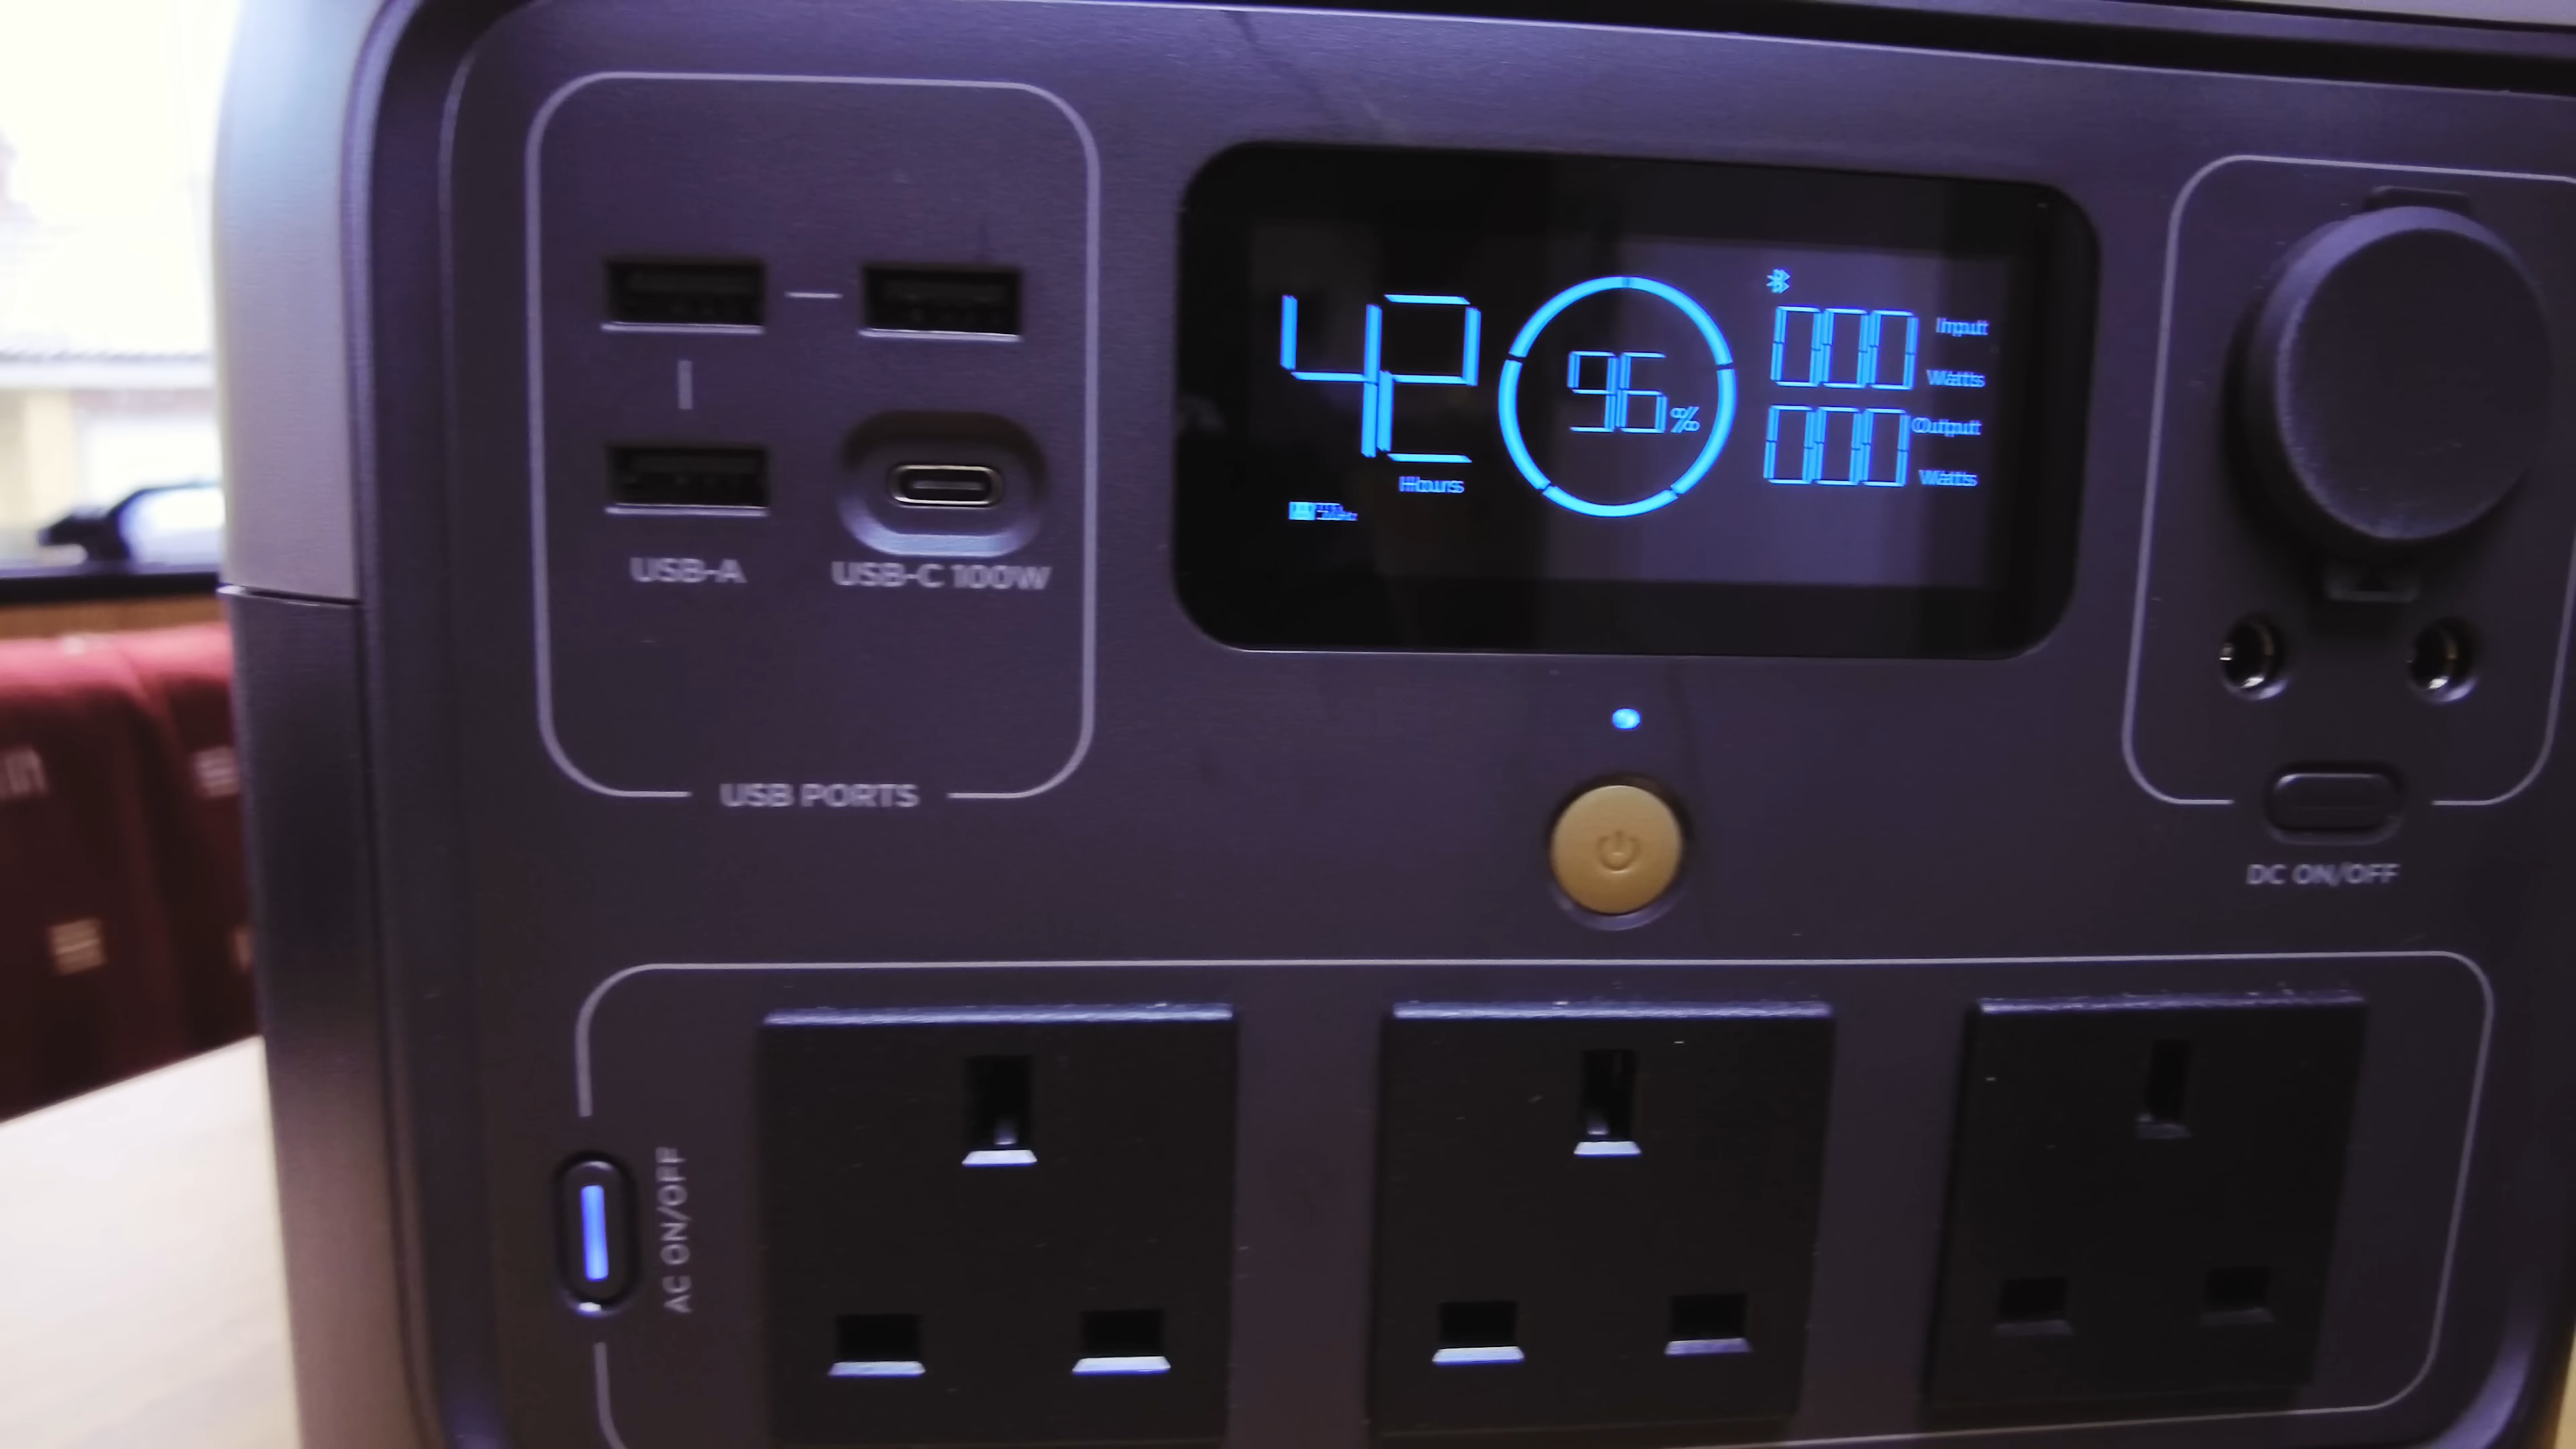 42
Hours
96%
000 Input Watts
000 Output Watts
USB-A
USB-C 100W
USB PORTS
DC ON/OFF
AC ON/OFF